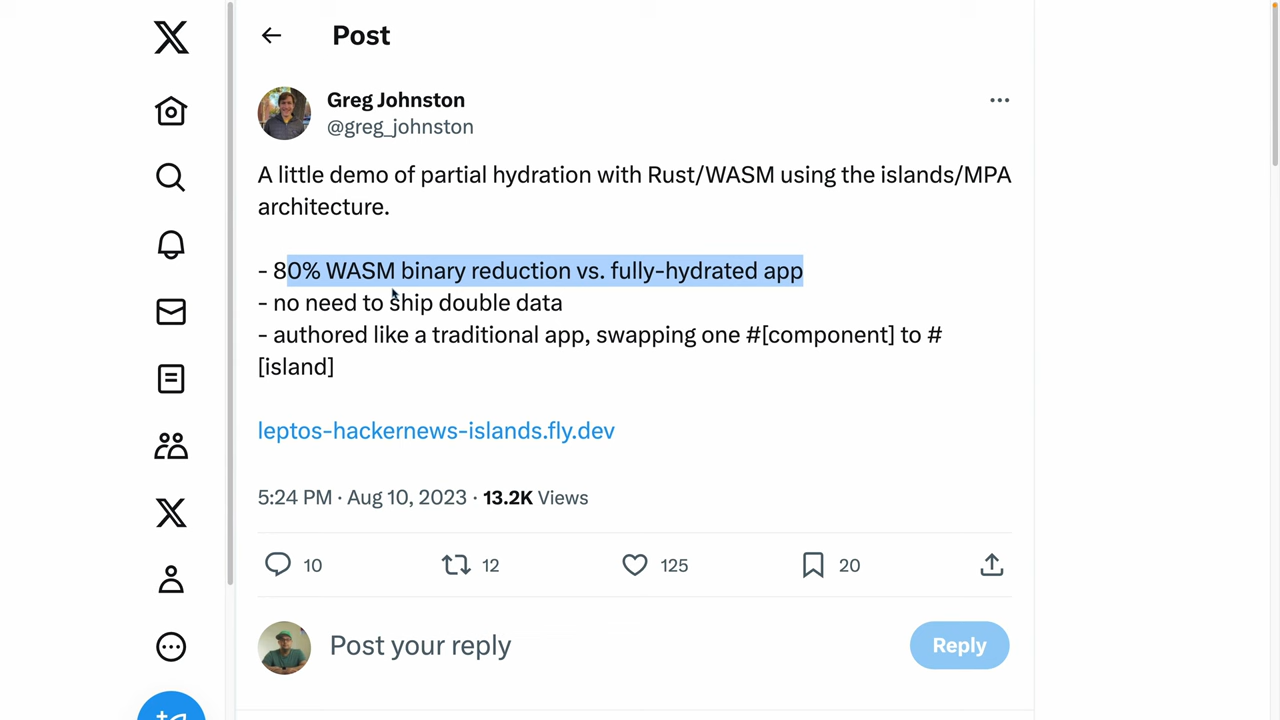 Post
Greg Johnston
@greg_johnston
A little demo of partial hydration with Rust/WASM using the islands/MPA
architecture.
- 80% WASM binary reduction vs. fully-hydrated app
- no need to ship double data
- authored like a traditional app, swapping one #[component] to #
[island]
leptos-hackernews-islands.fly.dev
5:24 PM · Aug 10, 2023 · 13.2K Views
10 12 125 20
Post your reply
Reply